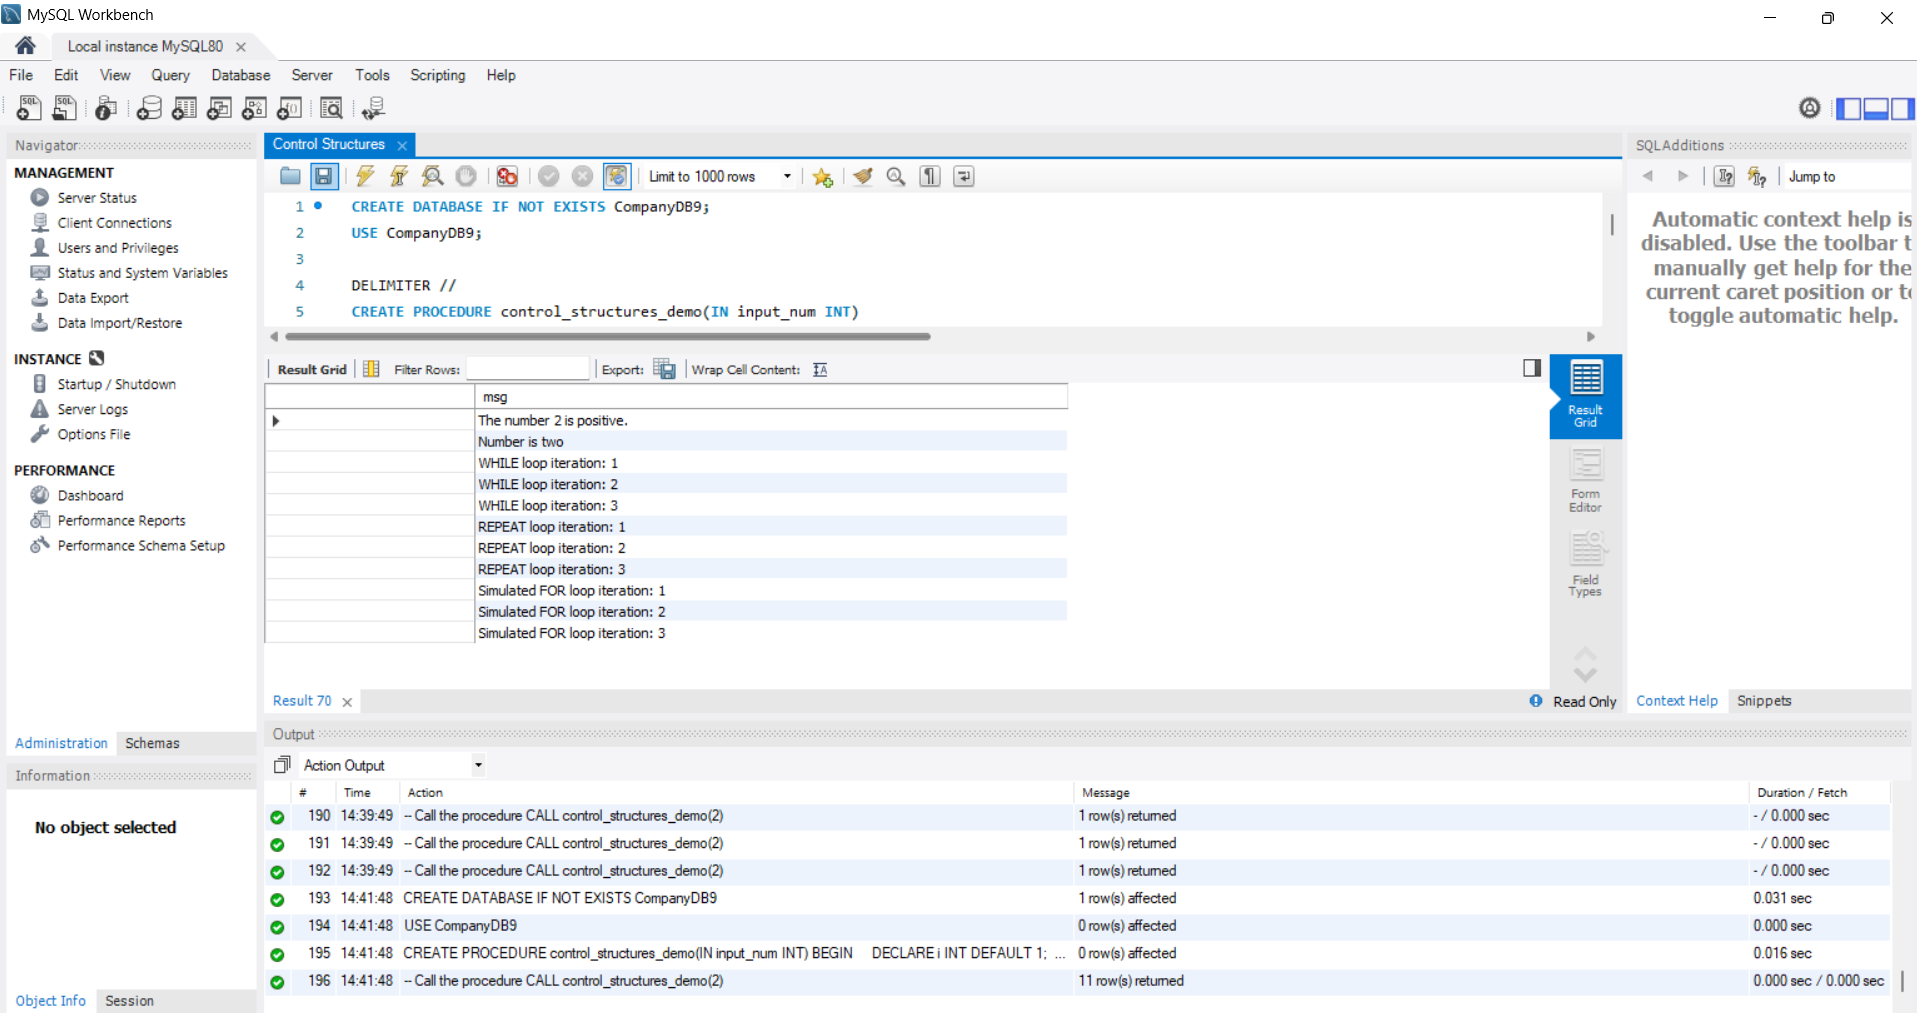 MySQL Workbench
Local instance MySQL80
File Edit View Query Database Server Tools Scripting Help
Navigator
MANAGEMENT
Server Status
Client Connections
Users and Privileges
Status and System Variables
Data Export
Data Import/Restore
INSTANCE
Startup / Shutdown
Server Logs
Options File
PERFORMANCE
Dashboard
Performance Reports
Performance Schema Setup
Administration Schemas
Information
No object selected
Object Info Session
Control Structures
Limit to 1000 rows
1 CREATE DATABASE IF NOT EXISTS CompanyDB9;
2 USE CompanyDB9;
3
4 DELIMITER //
5 CREATE PROCEDURE control_structures_demo(IN input_num INT)
Result Grid Filter Rows: Export: Wrap Cell Content:
msg
The number 2 is positive.
Number is two
WHILE loop iteration: 1
WHILE loop iteration: 2
WHILE loop iteration: 3
REPEAT loop iteration: 1
REPEAT loop iteration: 2
REPEAT loop iteration: 3
Simulated FOR loop iteration: 1
Simulated FOR loop iteration: 2
Simulated FOR loop iteration: 3
Result
Grid
Form
Editor
Field
Types
Result 70 Read Only
SQLAdditions
Jump to
Automatic context help is
disabled. Use the toolbar t
manually get help for the
current caret position or to
toggle automatic help.
Context Help Snippets
Output
Action Output
# Time Action Message Duration / Fetch
190 14:39:49 -- Call the procedure CALL control_structures_demo(2) 1 row(s) returned - / 0.000 sec
191 14:39:49 -- Call the procedure CALL control_structures_demo(2) 1 row(s) returned - / 0.000 sec
192 14:39:49 -- Call the procedure CALL control_structures_demo(2) 1 row(s) returned - / 0.000 sec
193 14:41:48 CREATE DATABASE IF NOT EXISTS CompanyDB9 1 row(s) affected 0.031 sec
194 14:41:48 USE CompanyDB9 0 row(s) affected 0.000 sec
195 14:41:48 CREATE PROCEDURE control_structures_demo(IN input_num INT) BEGIN DECLARE i INT DEFAULT 1; ... 0 row(s) affected 0.016 sec
196 14:41:48 -- Call the procedure CALL control_structures_demo(2) 11 row(s) returned 0.000 sec / 0.000 sec